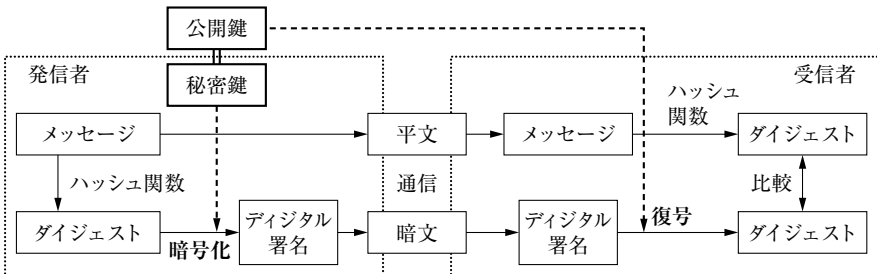 公開鍵
発信者
秘密鍵
受信者
メッセージ
平文
メッセージ
ハッシュ
関数
ダイジェスト
ハッシュ関数
通信
比較
ダイジェスト
暗号化
ディジタル
署名
暗文
ディジタル
署名
復号
ダイジェスト